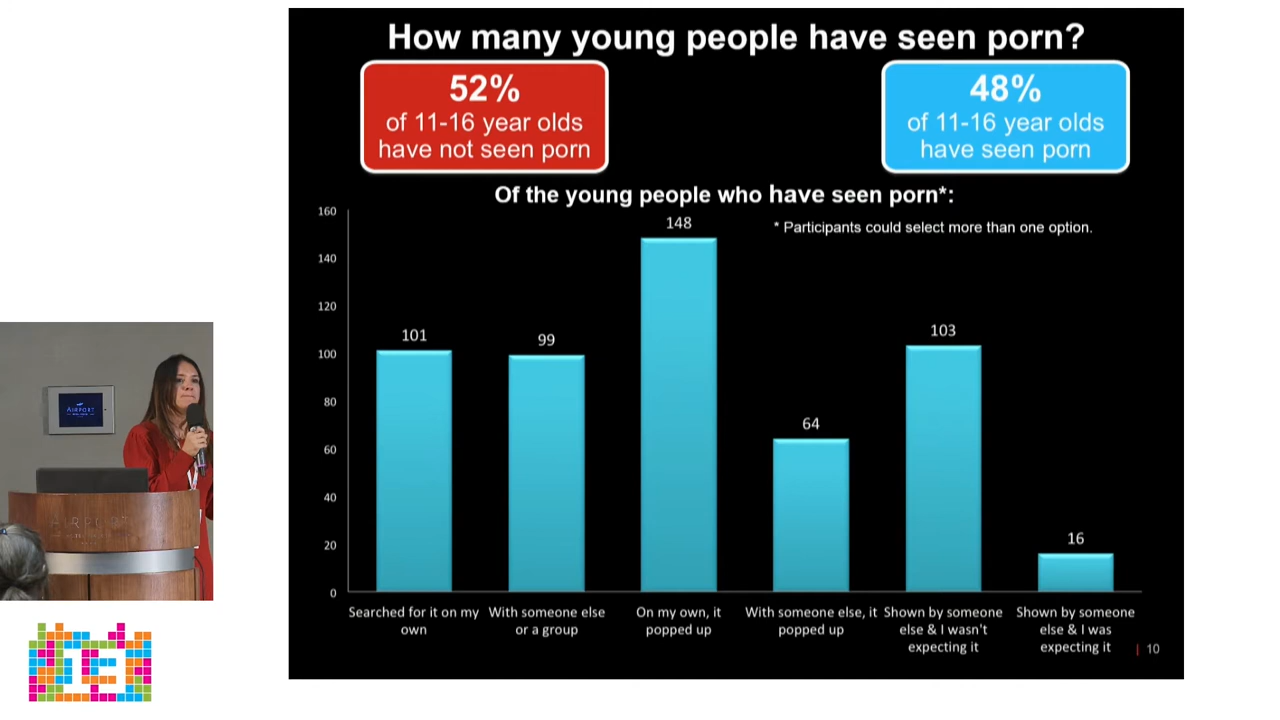 How many young people have seen porn?
52%
of 11-16 year olds
have not seen porn
48%
of 11-16 year olds
have seen porn
Of the young people who have seen porn*:
* Participants could select more than one option.
160
140
120
100
80
60
40
20
0
101
99
148
64
103
16
Searched for it on my
own
With someone else
or a group
On my own, it
popped up
With someone else, it
popped up
Shown by someone
else & I wasn't
expecting it
Shown by someone
else & I was
expecting it
| 10
AIRPORT
AIRPORT